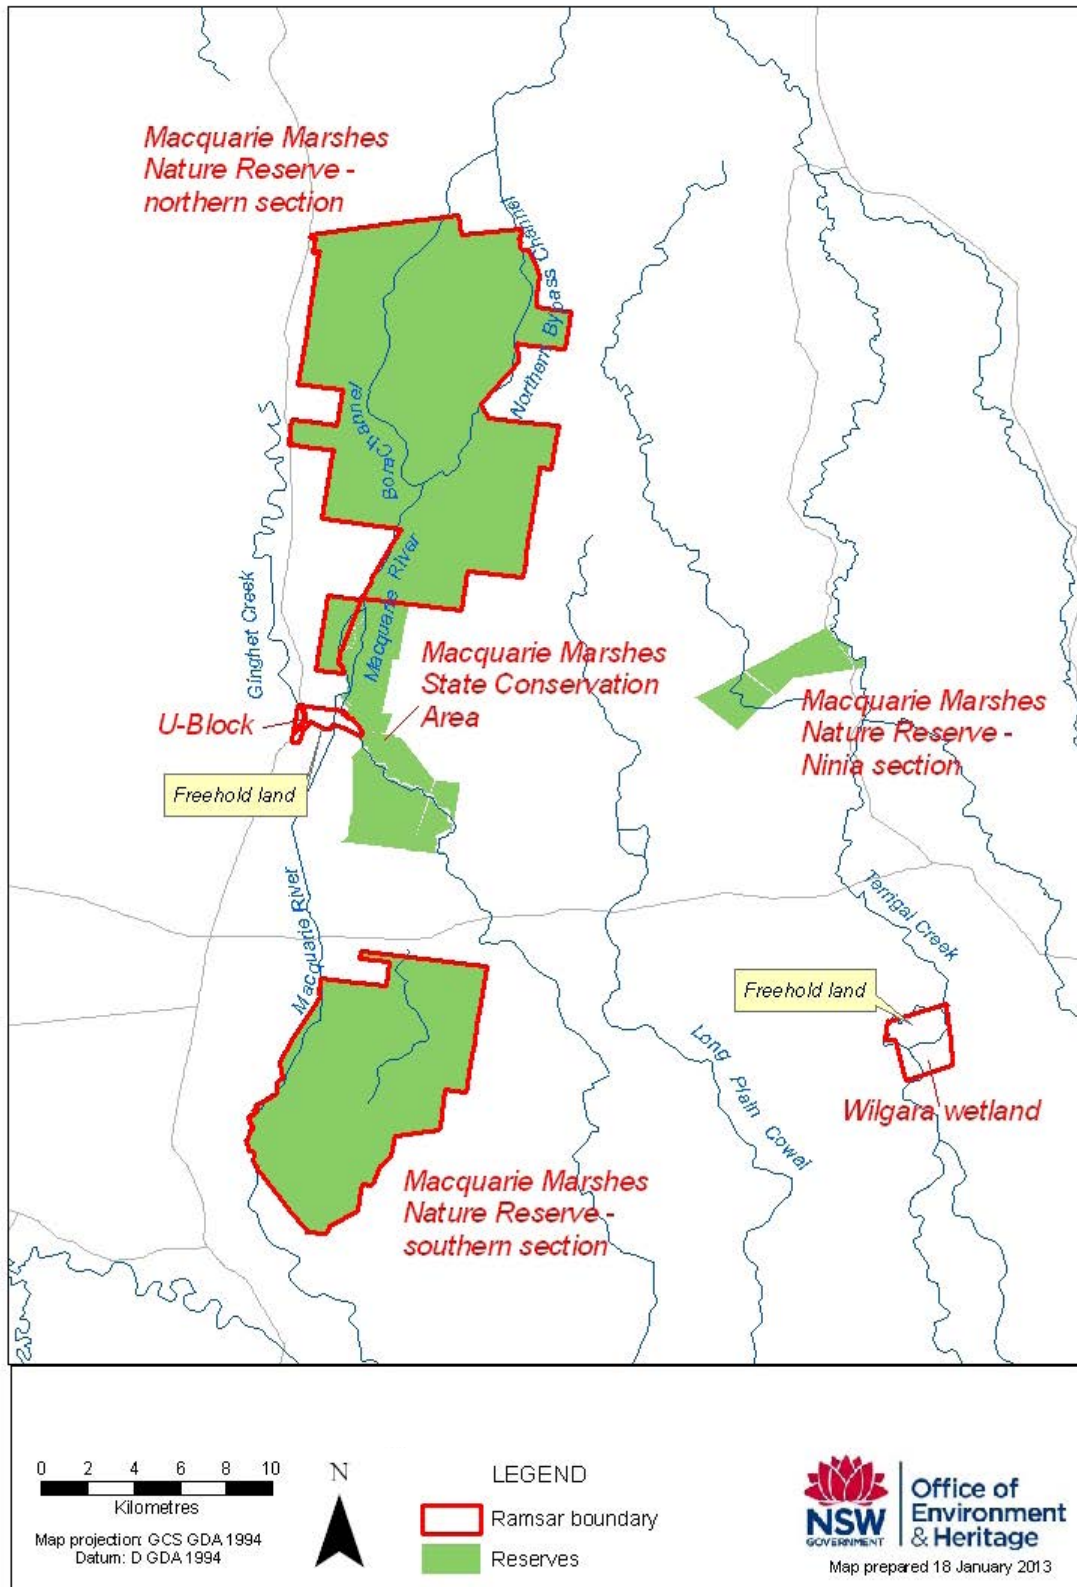 Macquarie Marshes
Nature Reserve -
northern section
Northern Bypass Channel
Bora Channel
Macquarie River
Ginghet Creek
Macquarie Marshes
State Conservation
Area
U-Block
Freehold land
Macquarie Marshes
Nature Reserve -
Ninia section
Macquarie River
Terrigal Creek
Freehold land
Long Plain Cowal
Wilgara wetland
Macquarie Marshes
Nature Reserve -
southern section
0 2 4 6 8 10
Kilometres
Map projection: GCS GDA 1994
Datum: D GDA 1994
N
LEGEND
Ramsar boundary
Reserves
NSW
GOVERNMENT
Office of
Environment
& Heritage
Map prepared 18 January 2013